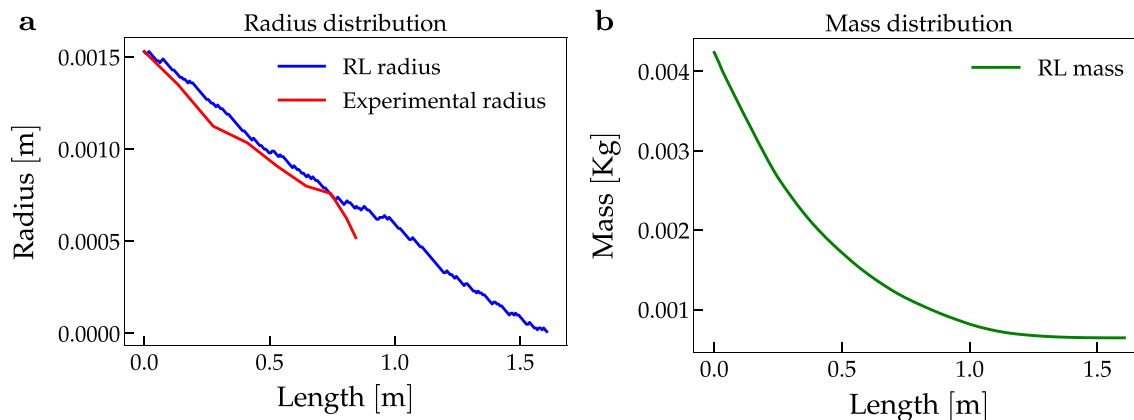 a
Radius distribution
0.0015
0.0010
0.0005
0.0000
Radius [m]
RL radius
Experimental radius
0.0
0.5
1.0
1.5
Length [m]
b
Mass distribution
0.004
0.003
0.002
0.001
Mass [Kg]
RL mass
0.0
0.5
1.0
1.5
Length [m]